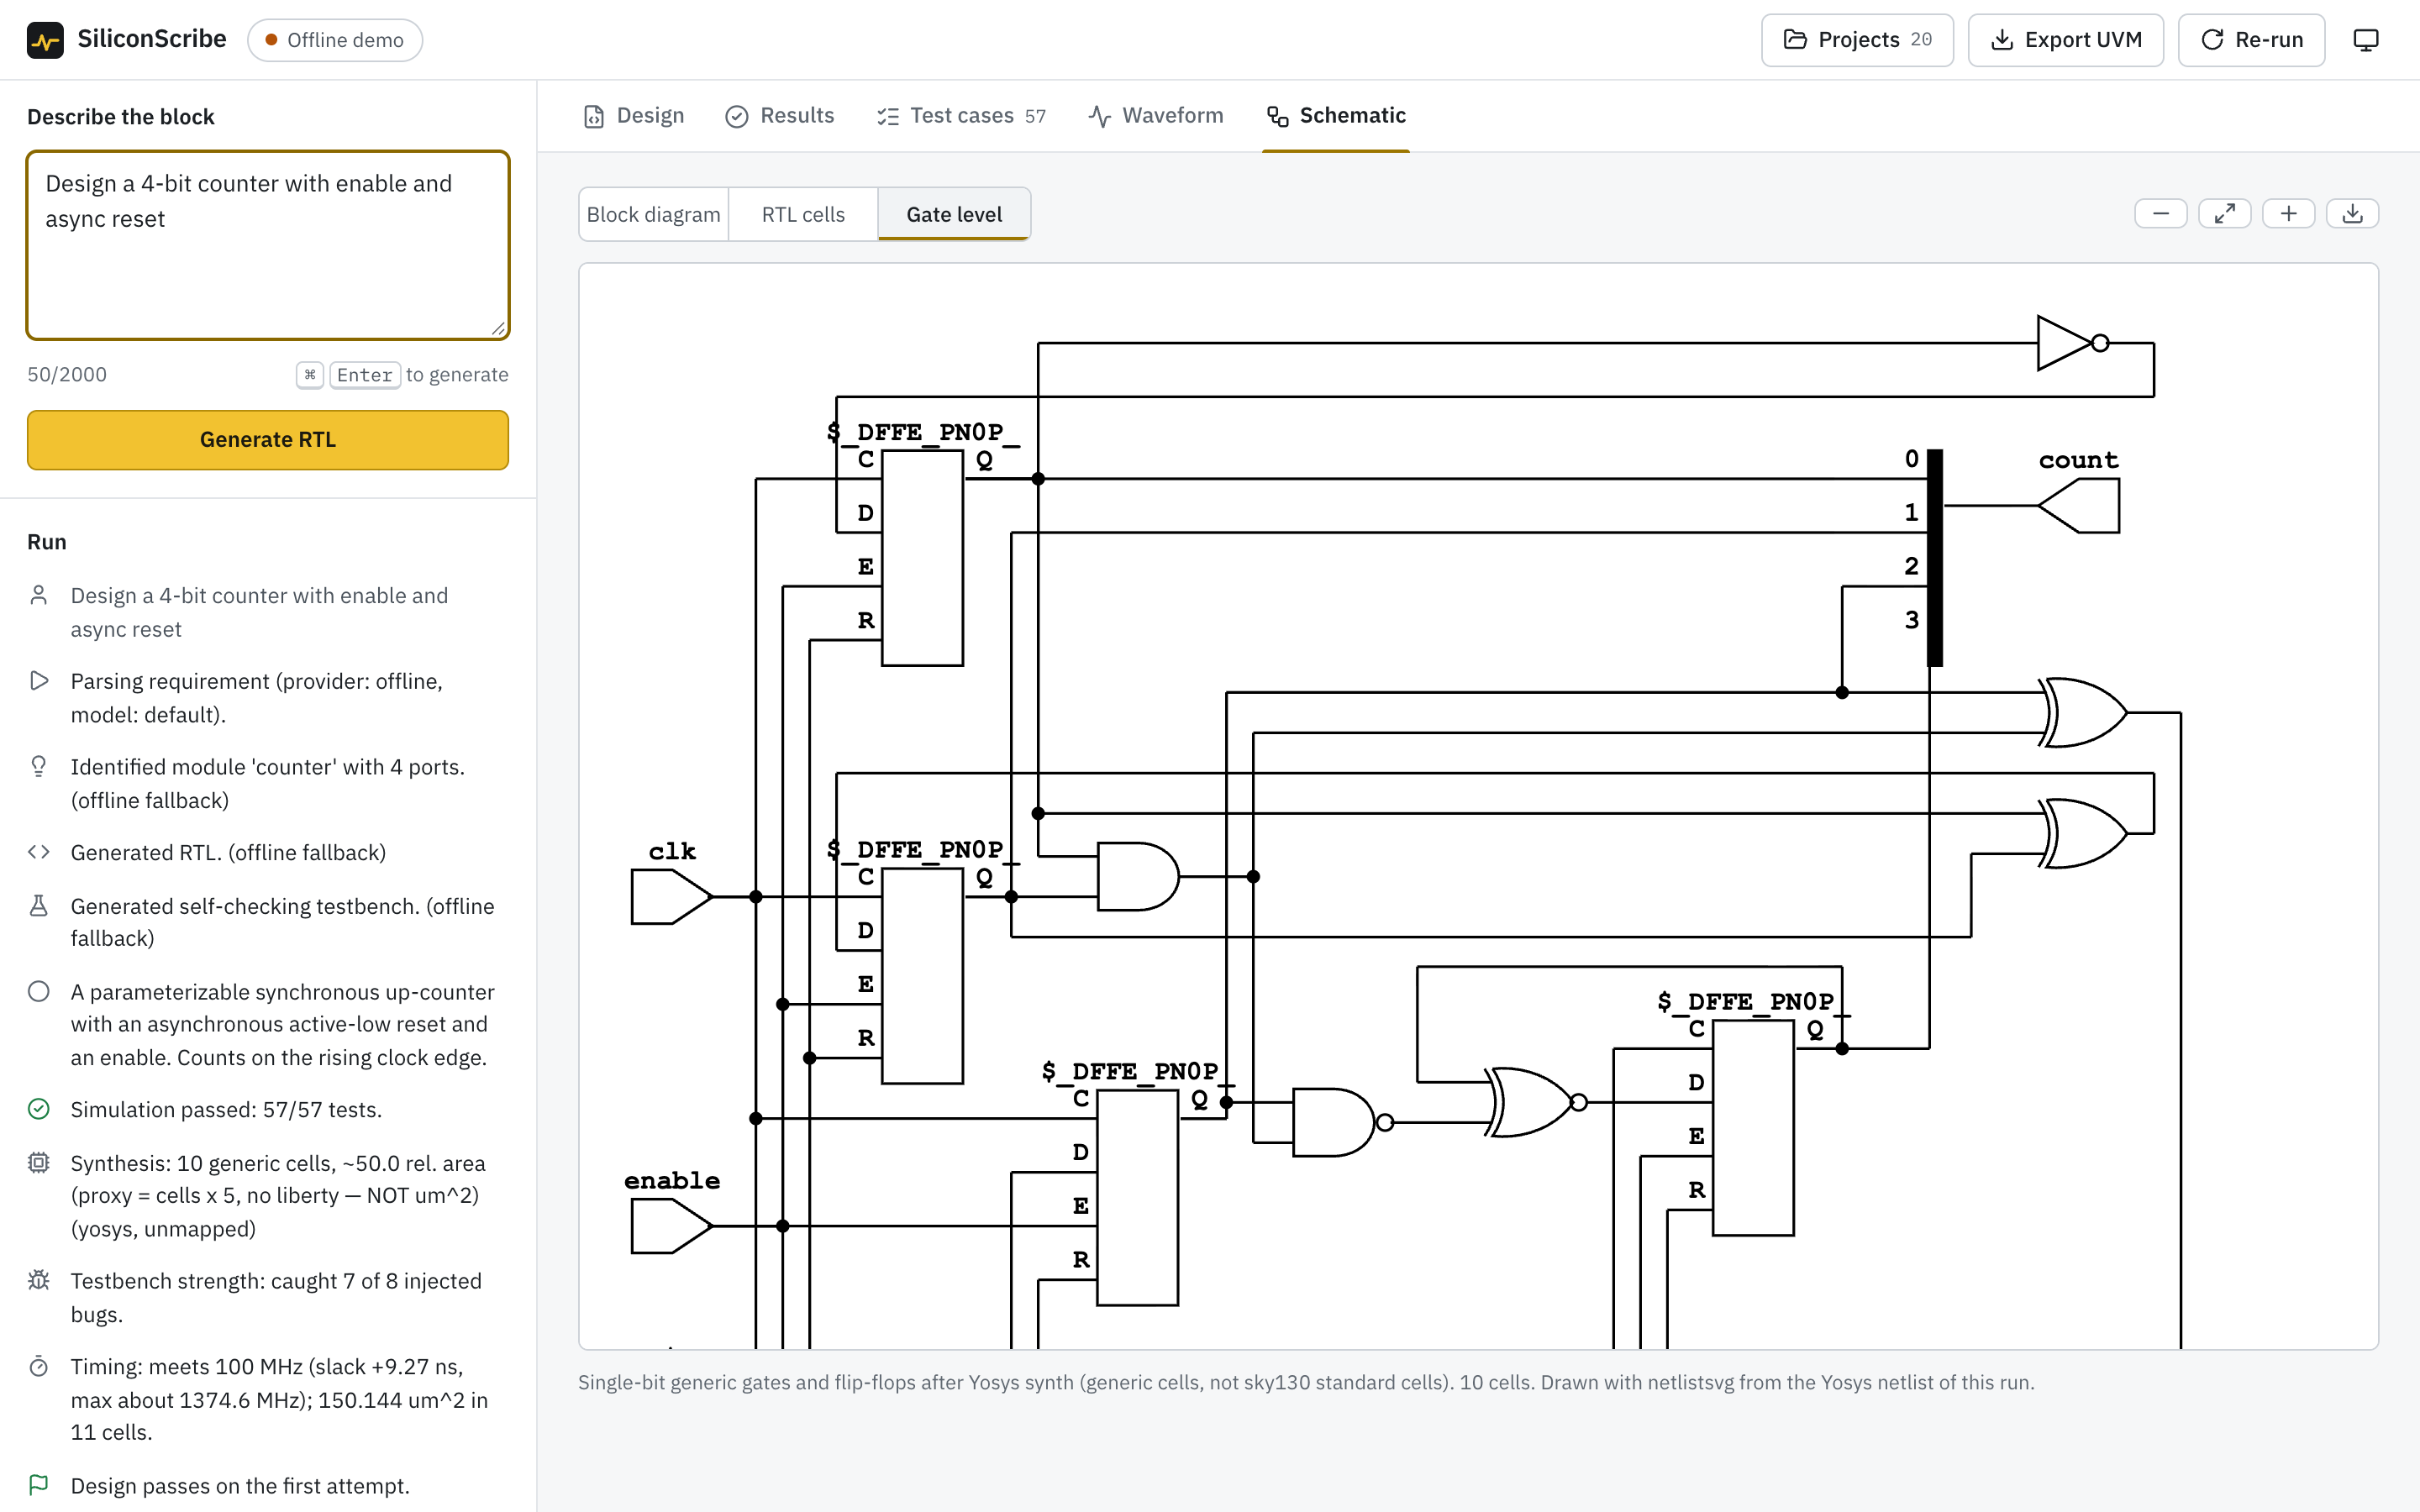 SiliconScribe
Offline demo
Projects 20
Export UVM
Re-run
Describe the block
Design a 4-bit counter with enable and
async reset
50/2000
⌘ Enter to generate
Generate RTL
Run
Design a 4-bit counter with enable and
async reset
Parsing requirement (provider: offline,
model: default).
Identified module 'counter' with 4 ports.
(offline fallback)
Generated RTL. (offline fallback)
Generated self-checking testbench. (offline
fallback)
A parameterizable synchronous up-counter
with an asynchronous active-low reset and
an enable. Counts on the rising clock edge.
Simulation passed: 57/57 tests.
Synthesis: 10 generic cells, ~50.0 rel. area
(proxy = cells x 5, no liberty — NOT um^2)
(yosys, unmapped)
Testbench strength: caught 7 of 8 injected
bugs.
Timing: meets 100 MHz (slack +9.27 ns,
max about 1374.6 MHz); 150.144 um^2 in
11 cells.
Design passes on the first attempt.
Design
Results
Test cases 57
Waveform
Schematic
Block diagram
RTL cells
Gate level
$_DFFE_PN0P_
C
Q
D
E
R
0
1
2
3
count
clk
$_DFFE_PN0P_
C
Q
D
E
R
enable
$_DFFE_PN0P_
C
Q
D
E
R
$_DFFE_PN0P_
C
Q
D
E
R
Single-bit generic gates and flip-flops after Yosys synth (generic cells, not sky130 standard cells). 10 cells. Drawn with netlistsvg from the Yosys netlist of this run.